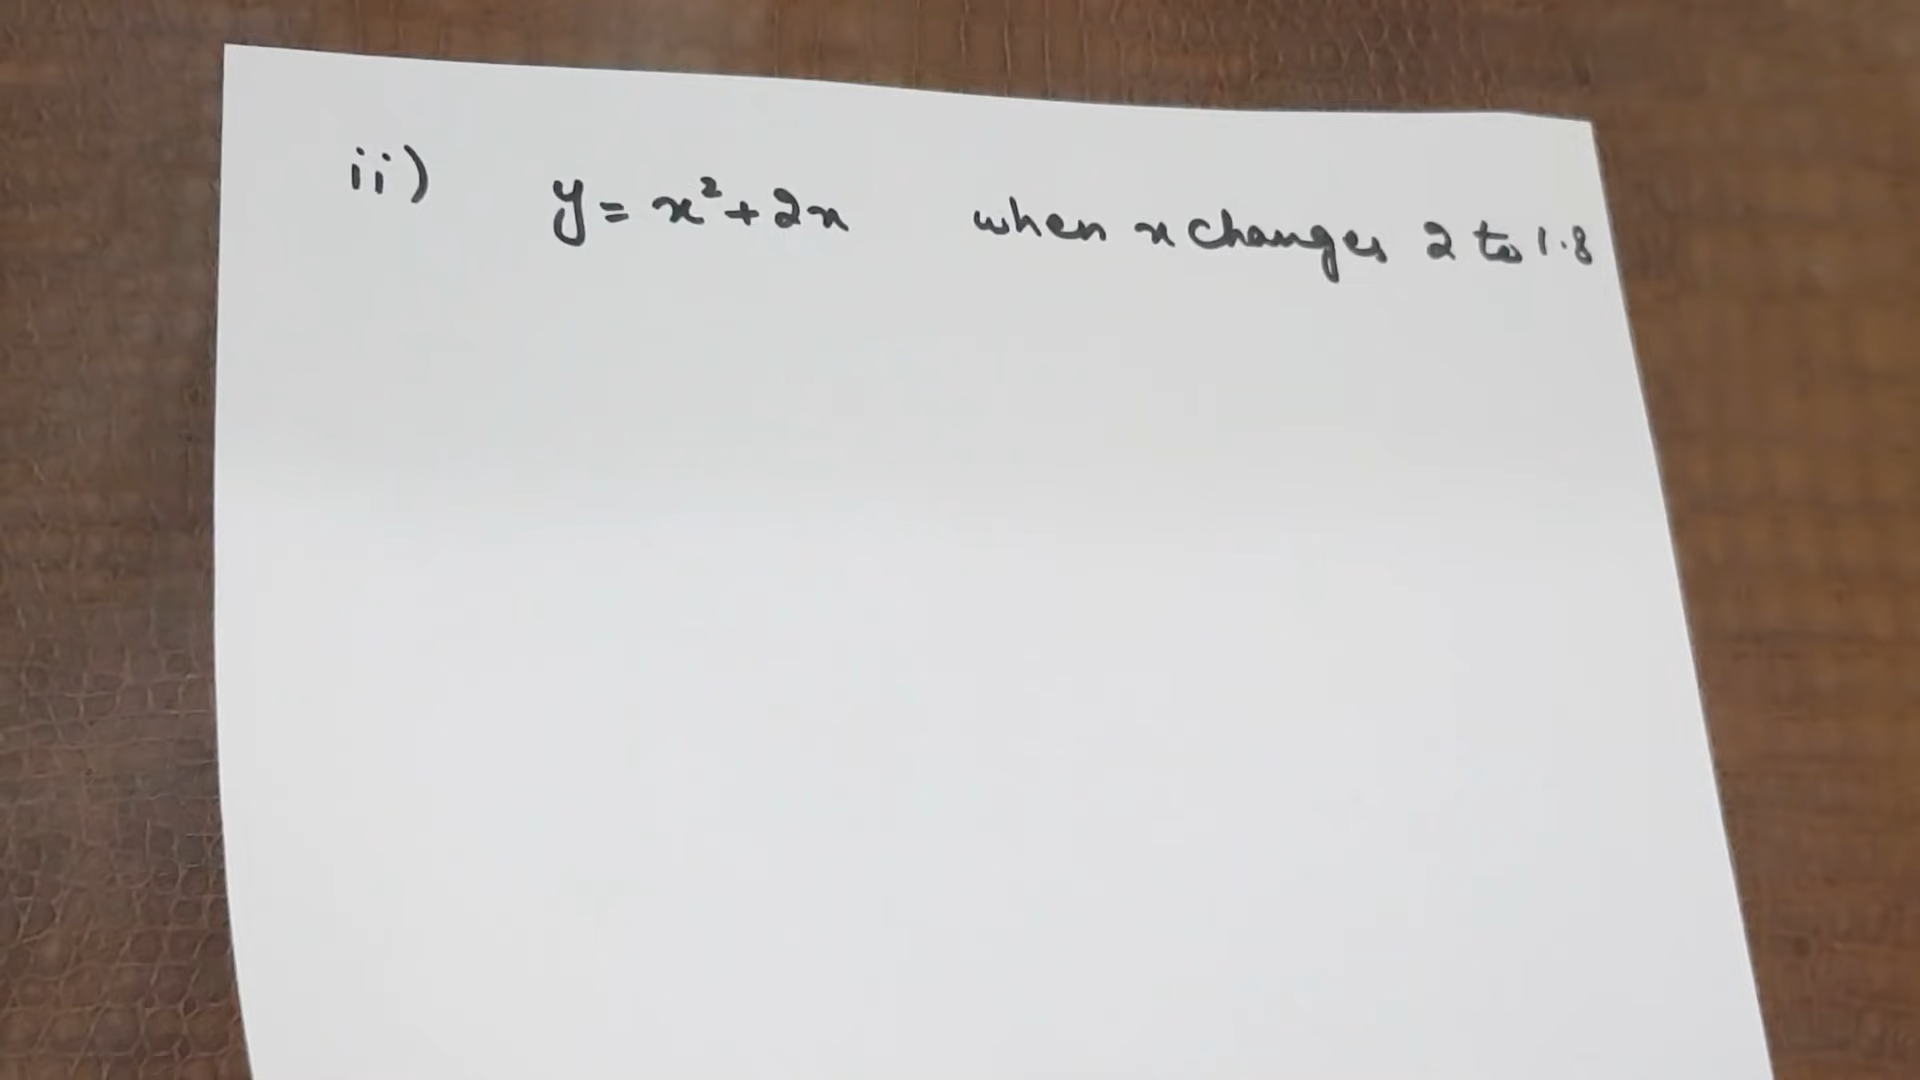 ii) y = x² + 2x when x changes 2 to 1.8